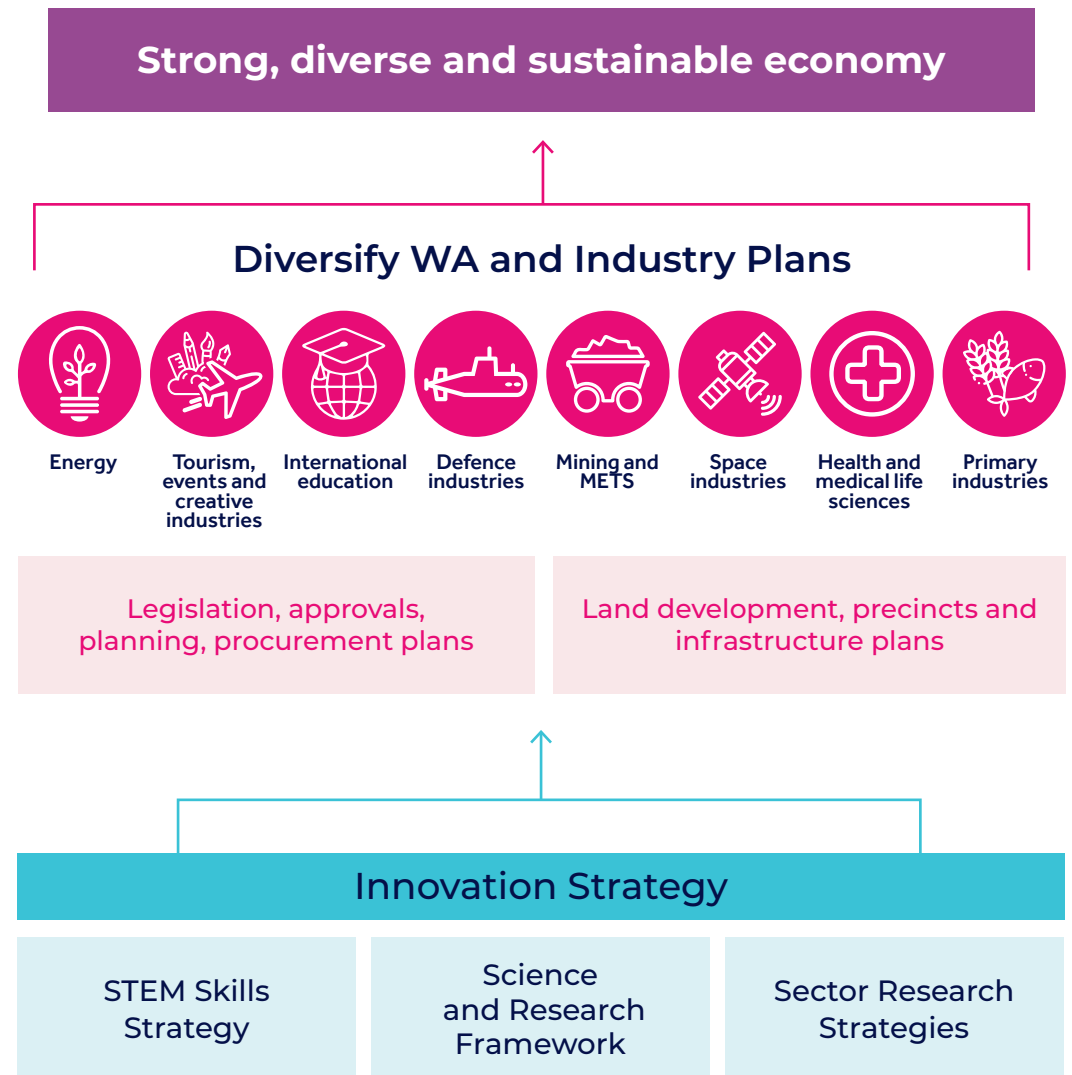 Strong, diverse and sustainable economy
Diversify WA and Industry Plans
Energy
Tourism,
events and
creative
industries
International
education
Defence
industries
Mining and
METS
Space
industries
Health and
medical life
sciences
Primary
industries
Legislation, approvals,
planning, procurement plans
Land development, precincts and
infrastructure plans
Innovation Strategy
STEM Skills
Strategy
Science
and Research
Framework
Sector Research
Strategies